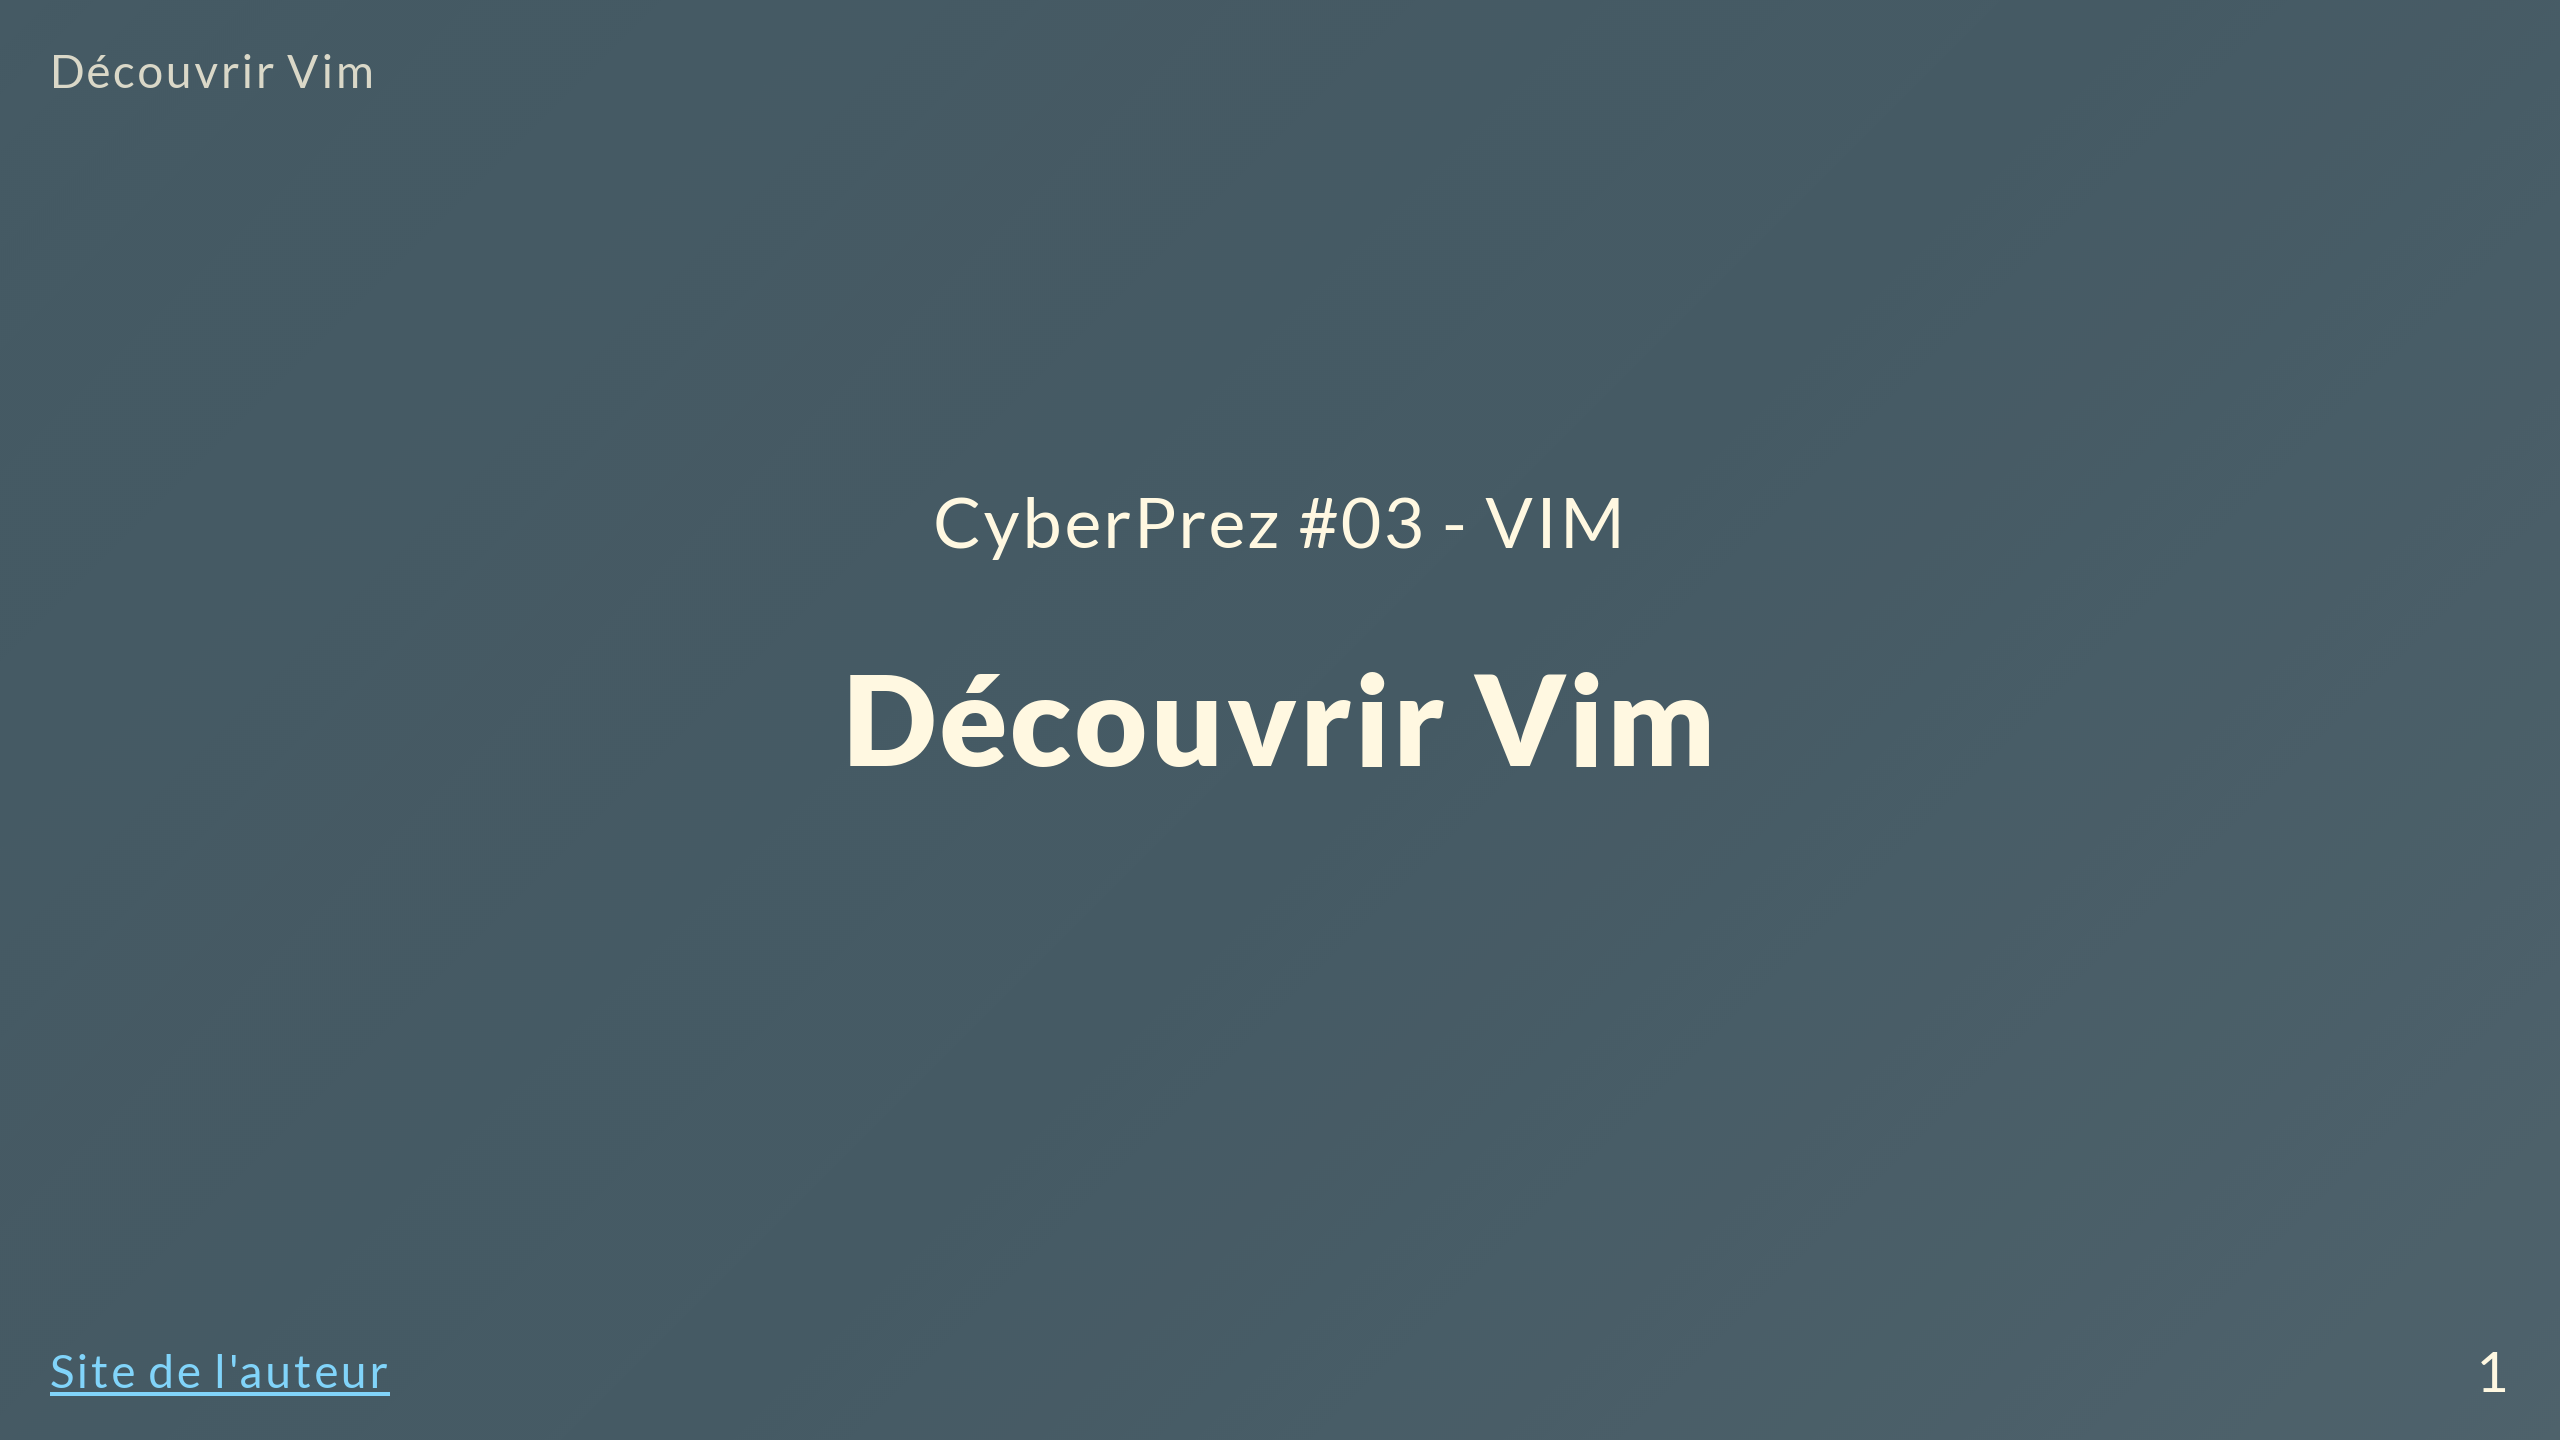 Découvrir Vim
CyberPrez #03 - VIM
Découvrir Vim
Site de l'auteur
1